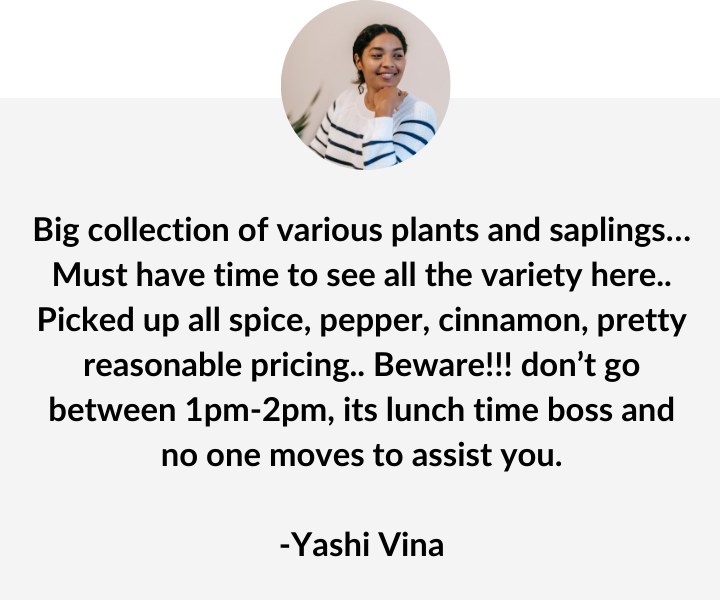 Big collection of various plants and saplings...
Must have time to see all the variety here..
Picked up all spice, pepper, cinnamon, pretty
reasonable pricing.. Beware!!! don’t go
between 1pm-2pm, its lunch time boss and
no one moves to assist you.
-Yashi Vina